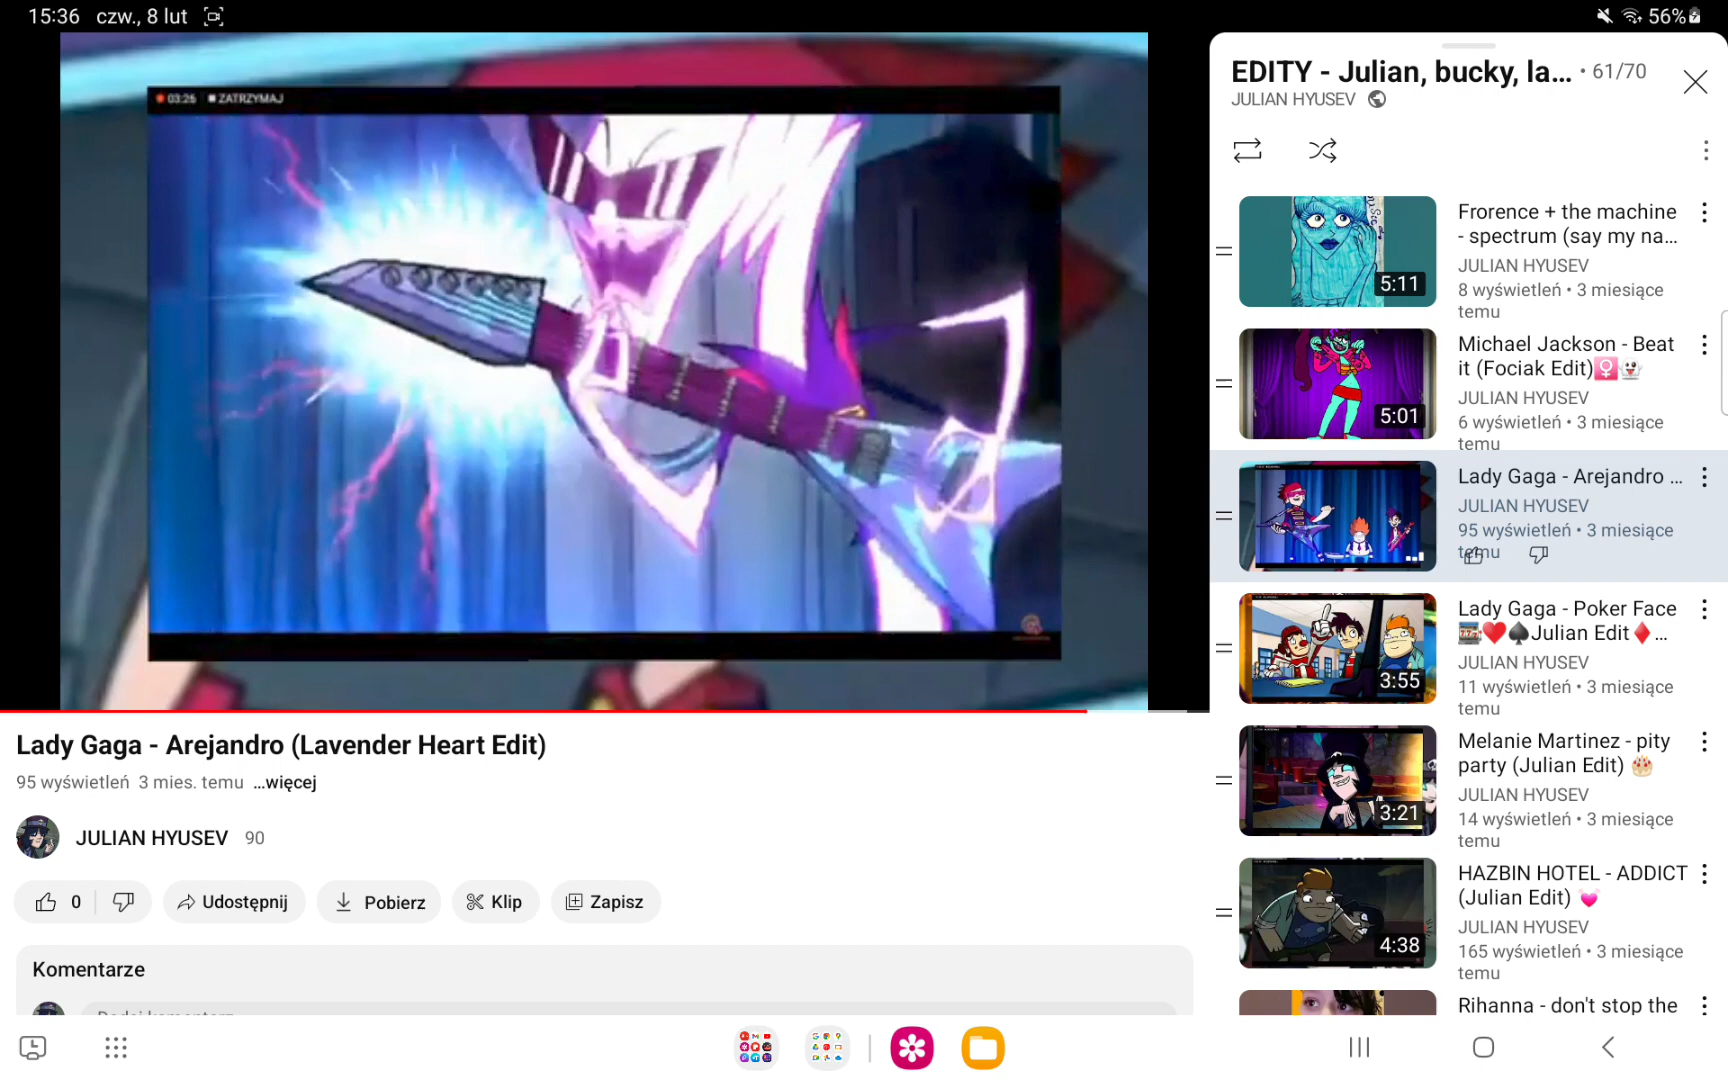 15:36 czw., 8 lut
56%
03:26 ZATRZYMAJ
EDITY - Julian, bucky, la... • 61/70
JULIAN HYUSEV
Frorence + the machine
- spectrum (say my na...
JULIAN HYUSEV
8 wyświetleń • 3 miesiące
temu
5:11
Michael Jackson - Beat
it (Fociak Edit)
JULIAN HYUSEV
6 wyświetleń • 3 miesiące
temu
5:01
Lady Gaga - Arejandro ...
JULIAN HYUSEV
95 wyświetleń • 3 miesiące
temu
Lady Gaga - Poker Face
Julian Edit ...
JULIAN HYUSEV
11 wyświetleń • 3 miesiące
temu
3:55
Melanie Martinez - pity
party (Julian Edit)
JULIAN HYUSEV
14 wyświetleń • 3 miesiące
temu
3:21
HAZBIN HOTEL - ADDICT
(Julian Edit)
JULIAN HYUSEV
165 wyświetleń • 3 miesiące
temu
4:38
Rihanna - don't stop the
Lady Gaga - Arejandro (Lavender Heart Edit)
95 wyświetleń 3 mies. temu ...więcej
JULIAN HYUSEV 90
0 Udostępnij Pobierz Klip Zapisz
Komentarze